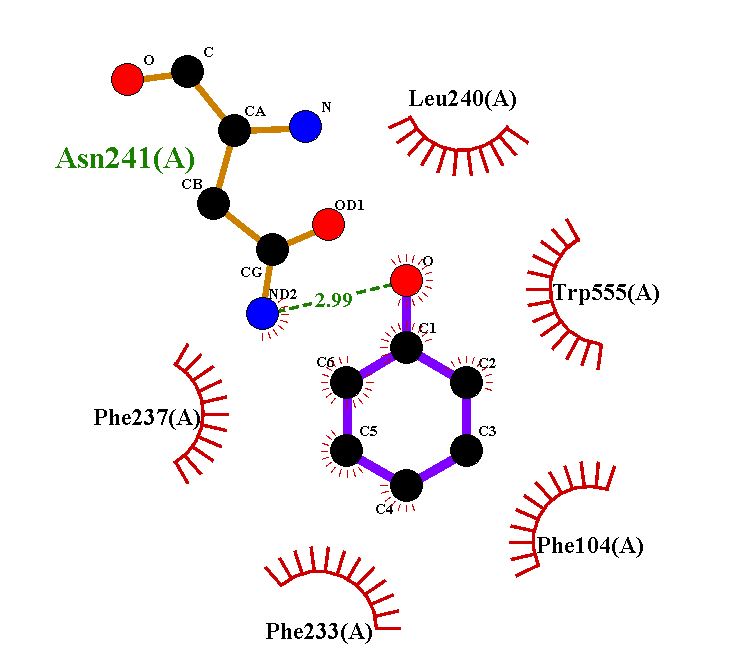 O
C
Leu240(A)
CA
N
Asn241(A)
CB
OD1
CG
O
ND2
2.99
Trp555(A)
C1
C6
C2
Phe237(A)
C5
C3
C4
Phe104(A)
Phe233(A)